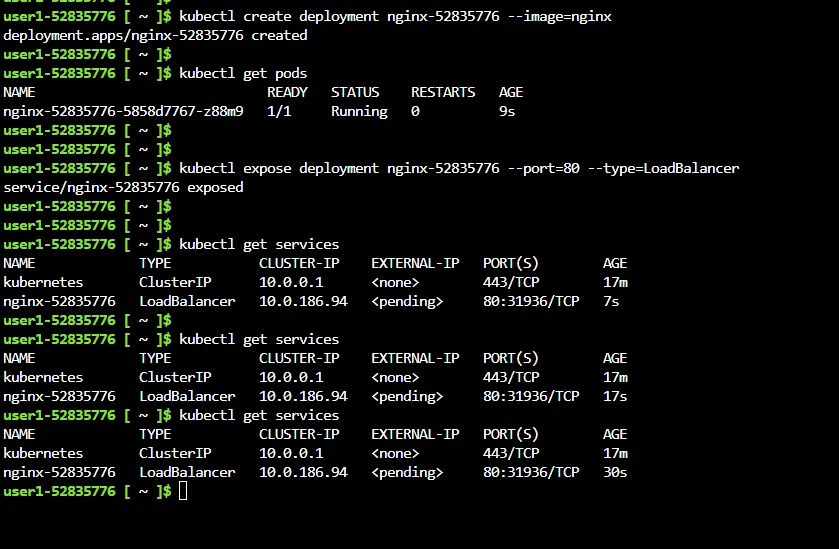 user1-52835776 [ ~ ]$ kubectl create deployment nginx-52835776 --image=nginx
deployment.apps/nginx-52835776 created
user1-52835776 [ ~ ]$
user1-52835776 [ ~ ]$ kubectl get pods
NAME READY STATUS RESTARTS AGE
nginx-52835776-5858d7767-z88m9 1/1 Running 0 9s
user1-52835776 [ ~ ]$
user1-52835776 [ ~ ]$
user1-52835776 [ ~ ]$ kubectl expose deployment nginx-52835776 --port=80 --type=LoadBalancer
service/nginx-52835776 exposed
user1-52835776 [ ~ ]$
user1-52835776 [ ~ ]$
user1-52835776 [ ~ ]$ kubectl get services
NAME TYPE CLUSTER-IP EXTERNAL-IP PORT(S) AGE
kubernetes ClusterIP 10.0.0.1 <none> 443/TCP 17m
nginx-52835776 LoadBalancer 10.0.186.94 <pending> 80:31936/TCP 7s
user1-52835776 [ ~ ]$
user1-52835776 [ ~ ]$ kubectl get services
NAME TYPE CLUSTER-IP EXTERNAL-IP PORT(S) AGE
kubernetes ClusterIP 10.0.0.1 <none> 443/TCP 17m
nginx-52835776 LoadBalancer 10.0.186.94 <pending> 80:31936/TCP 17s
user1-52835776 [ ~ ]$ kubectl get services
NAME TYPE CLUSTER-IP EXTERNAL-IP PORT(S) AGE
kubernetes ClusterIP 10.0.0.1 <none> 443/TCP 17m
nginx-52835776 LoadBalancer 10.0.186.94 <pending> 80:31936/TCP 30s
user1-52835776 [ ~ ]$